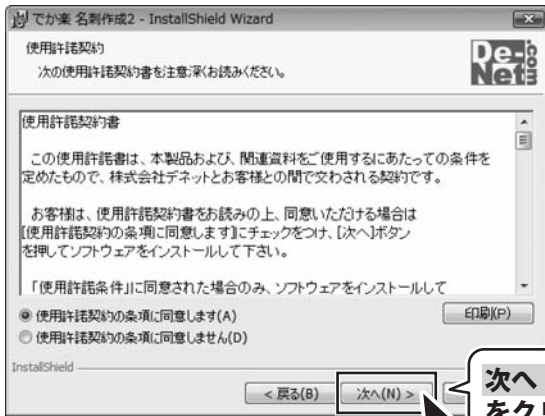 でか楽 名刺作成2 - InstallShield Wizard
使用許諾契約
次の使用許諾契約書を注意深くお読みください。
De-Net.com
使用許諾契約書
この使用許諾書は、本製品および、関連資料をご使用するにあたっての条件を
定めたもので、株式会社デネットとお客様との間で交わされる契約です。
お客様は、使用許諾契約書をお読みの上、同意いただける場合は
[使用許諾契約の条項に同意します]にチェックをつけ、[次へ]ボタン
を押してソフトウェアをインストールして下さい。
「使用許諾条件」に同意された場合のみ、ソフトウェアをインストールして
使用許諾契約の条項に同意します(A)
印刷(P)
使用許諾契約の条項に同意しません(D)
InstallShield
< 戻る(B)
次へ(N) >
次へ
をク